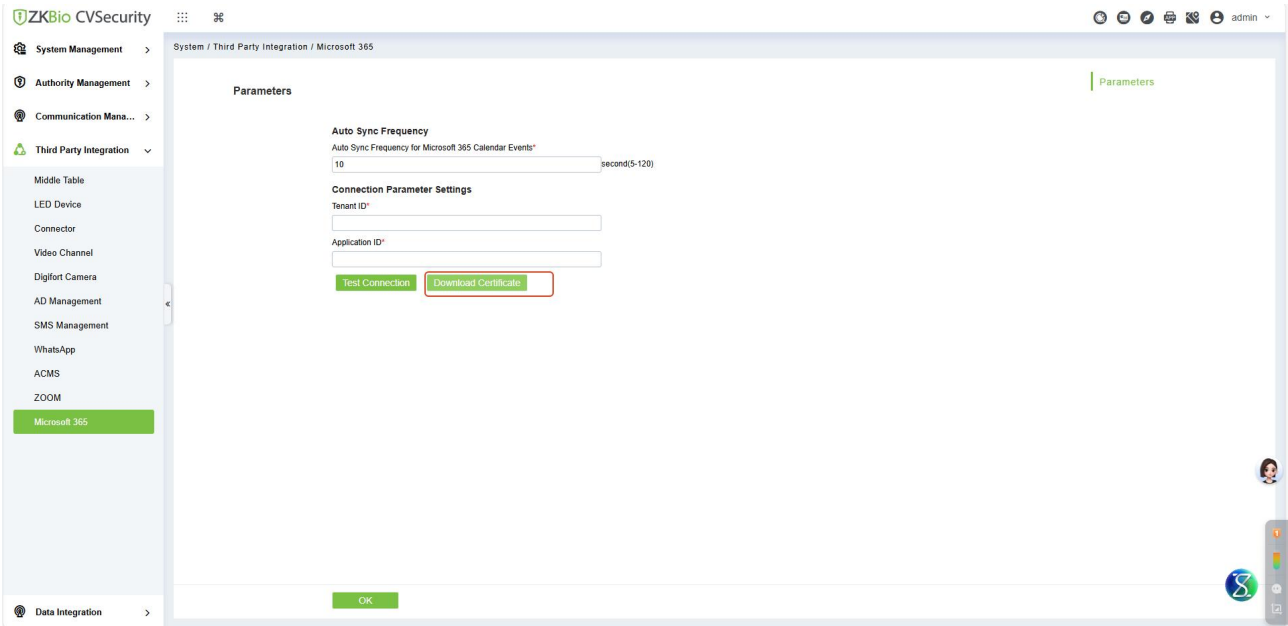 ZKBio CVSecurity
admin
System Management
System / Third Party Integration / Microsoft 365
Authority Management
Communication Mana...
Third Party Integration
Middle Table
LED Device
Connector
Video Channel
Digifort Camera
AD Management
SMS Management
WhatsApp
ACMS
ZOOM
Microsoft 365
Data Integration
Parameters
Parameters
Auto Sync Frequency
Auto Sync Frequency for Microsoft 365 Calendar Events*
10 second(5-120)
Connection Parameter Settings
Tenant ID*
Application ID*
Test Connection Download Certificate
OK